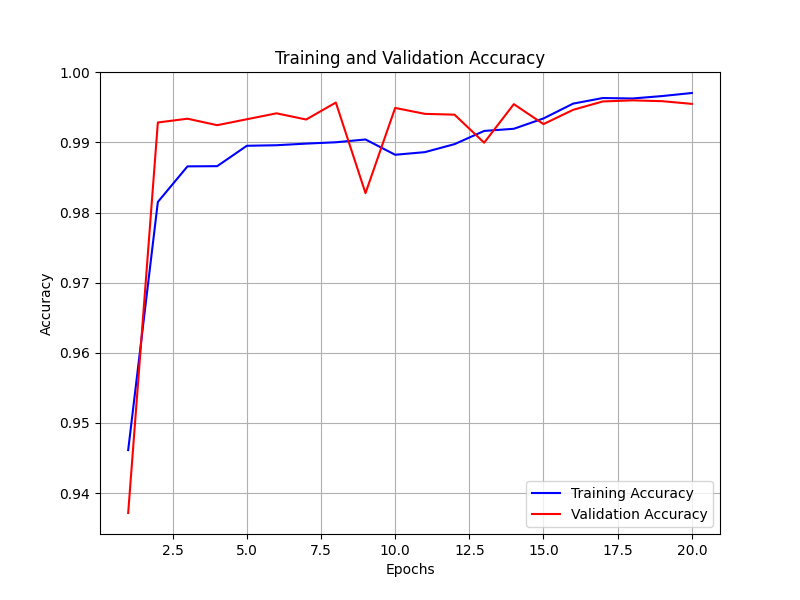 Training and Validation Accuracy
1.00
0.99
0.98
0.97
0.96
0.95
0.94
Accuracy
2.5 5.0 7.5 10.0 12.5 15.0 17.5 20.0
Epochs
Training Accuracy
Validation Accuracy